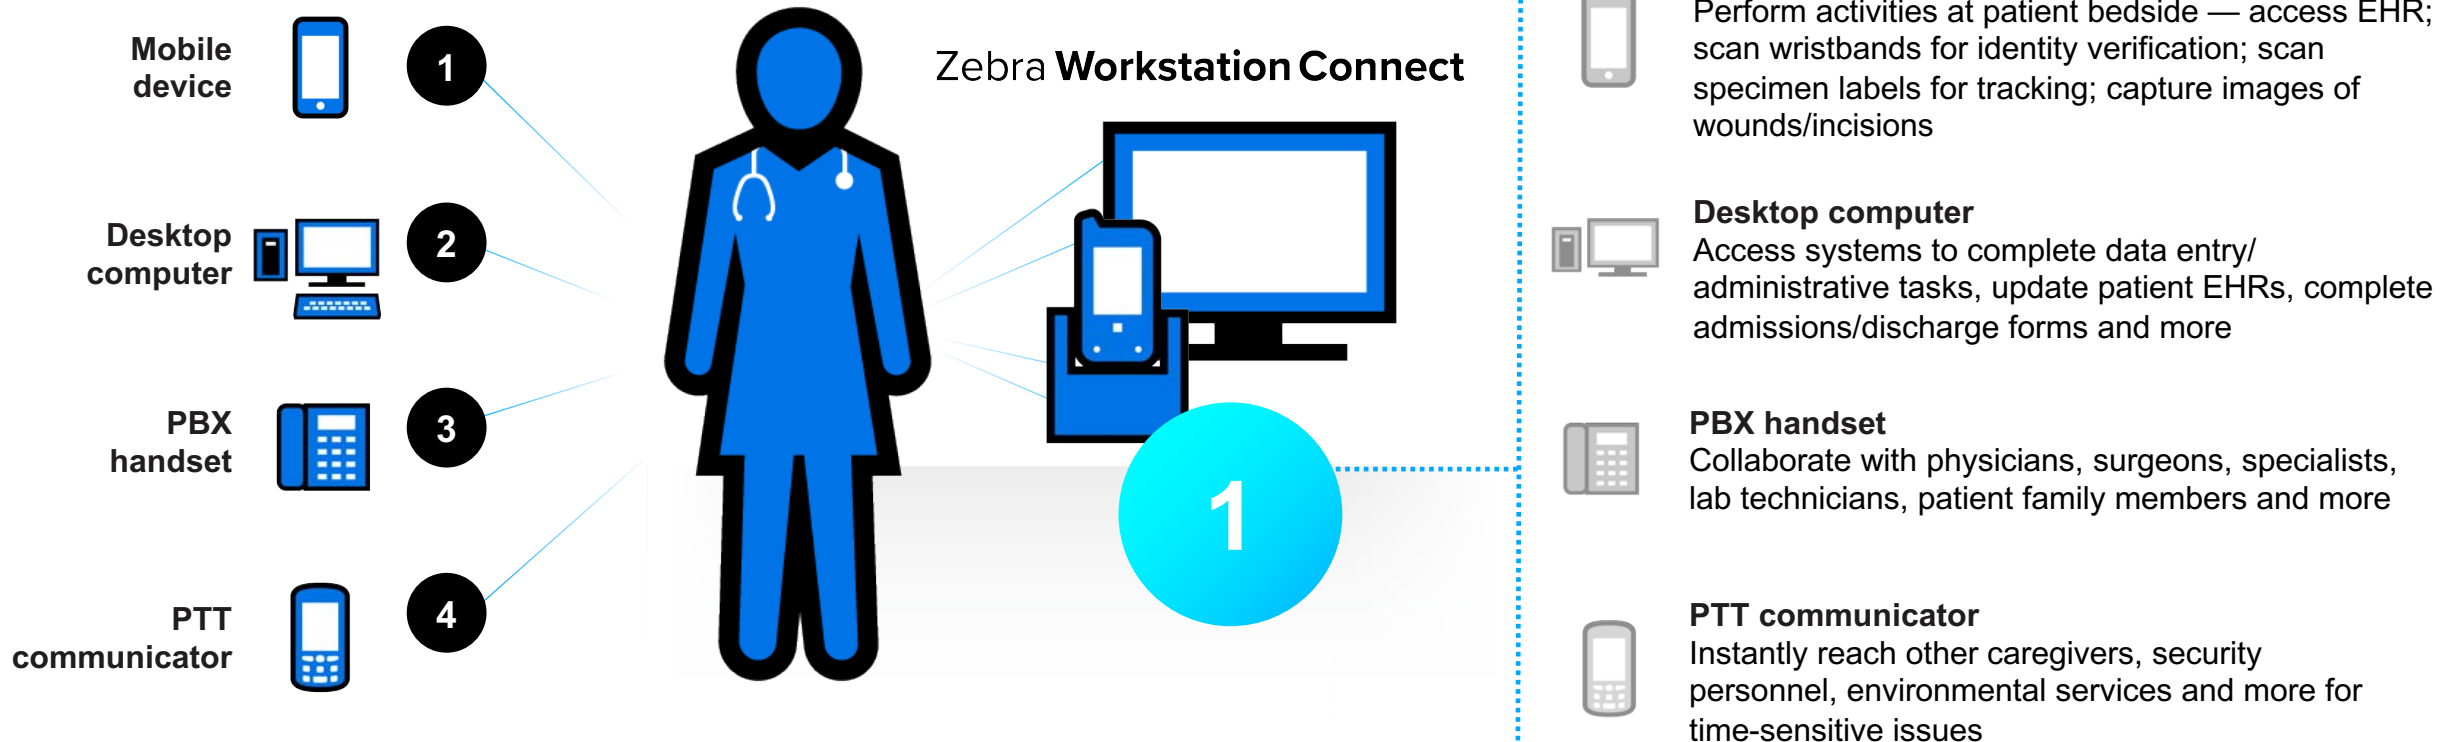 Mobile
device
1
Desktop
computer
2
PBX
handset
3
PTT
communicator
4
Zebra Workstation Connect
1
Perform activities at patient bedside — access EHR;
scan wristbands for identity verification; scan
specimen labels for tracking; capture images of
wounds/incisions
Desktop computer
Access systems to complete data entry/
administrative tasks, update patient EHRs, complete
admissions/discharge forms and more
PBX handset
Collaborate with physicians, surgeons, specialists,
lab technicians, patient family members and more
PTT communicator
Instantly reach other caregivers, security
personnel, environmental services and more for
time-sensitive issues